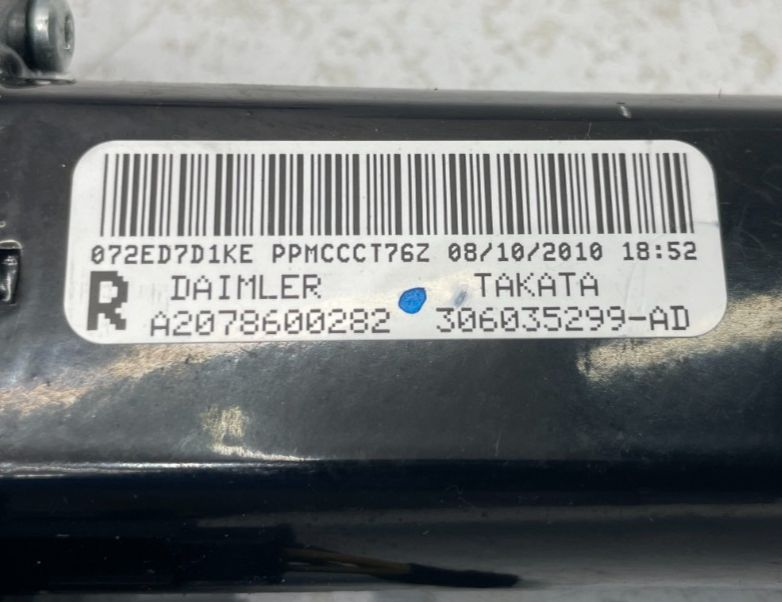 072ED7D1KE PPMCCCT76Z 08/10/2010 18:52
R DAIMLER TAKATA
A2078600282 306035299-AD